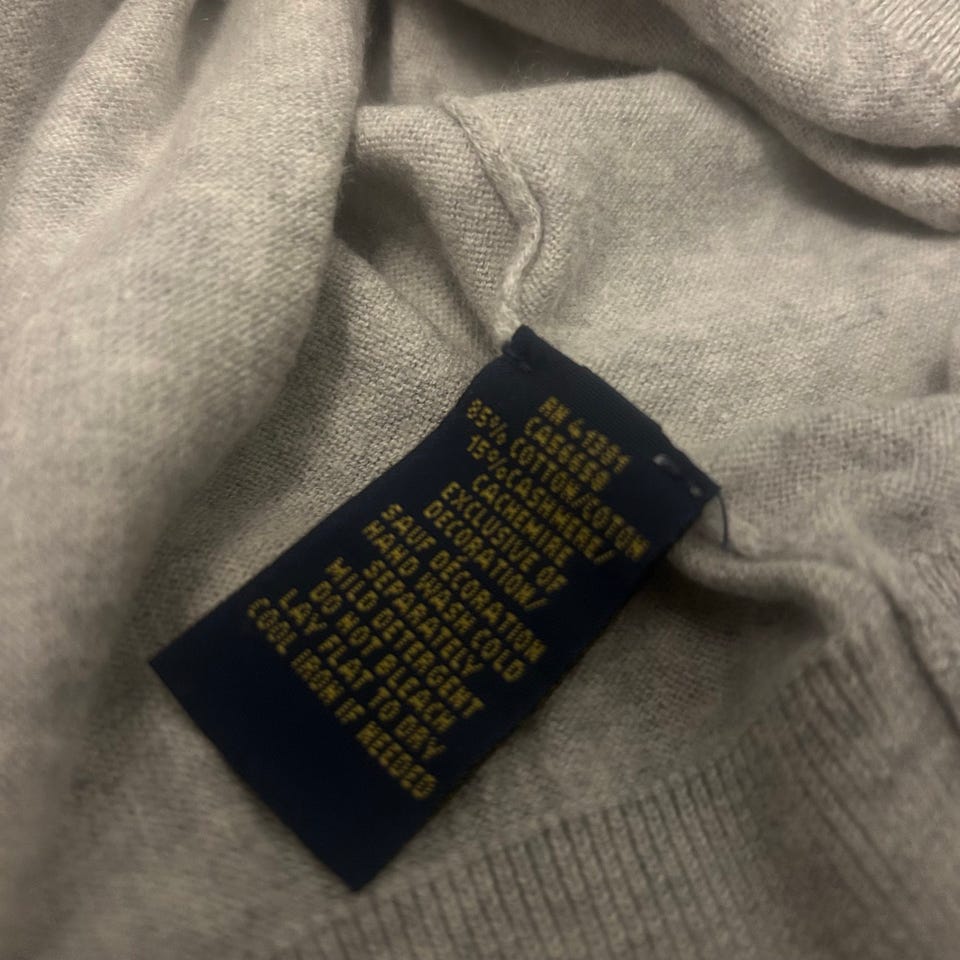 RN 41381
CA56669
85% COTTON/COTON
15% CASHMERE/
CACHEMIRE
EXCLUSIVE OF
DECORATION/
SAUF DECORATION
HAND WASH COLD
SEPARATELY
MILD DETERGENT
DO NOT BLEACH
LAY FLAT TO DRY
COOL IRON IF NEEDED